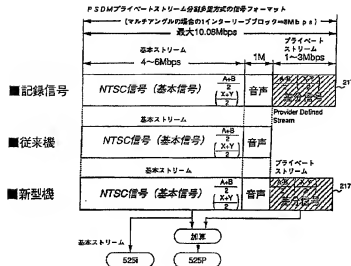 PSDMプライベートストリーム分割多重方式の信号フォーマット
(マルチアングルの場合の1インターリーブブロック=8Mbps)
最大10.08Mbps
基本ストリーム
プライベート
ストリーム
4~6Mbps 1M 1~3Mbps
■記録信号 NTSC信号(基本信号) A+B/2 (X+Y/2) 音声 差分信号 21
Provider Defined
Stream
基本ストリーム
■従来機 NTSC信号(基本信号) A+B/2 (X+Y/2) 音声
基本ストリーム
プライベート
ストリーム
■新型機 NTSC信号(基本信号) A+B/2 (X+Y/2) 音声 差分信号 217
加算
基本ストリーム
525i 525P